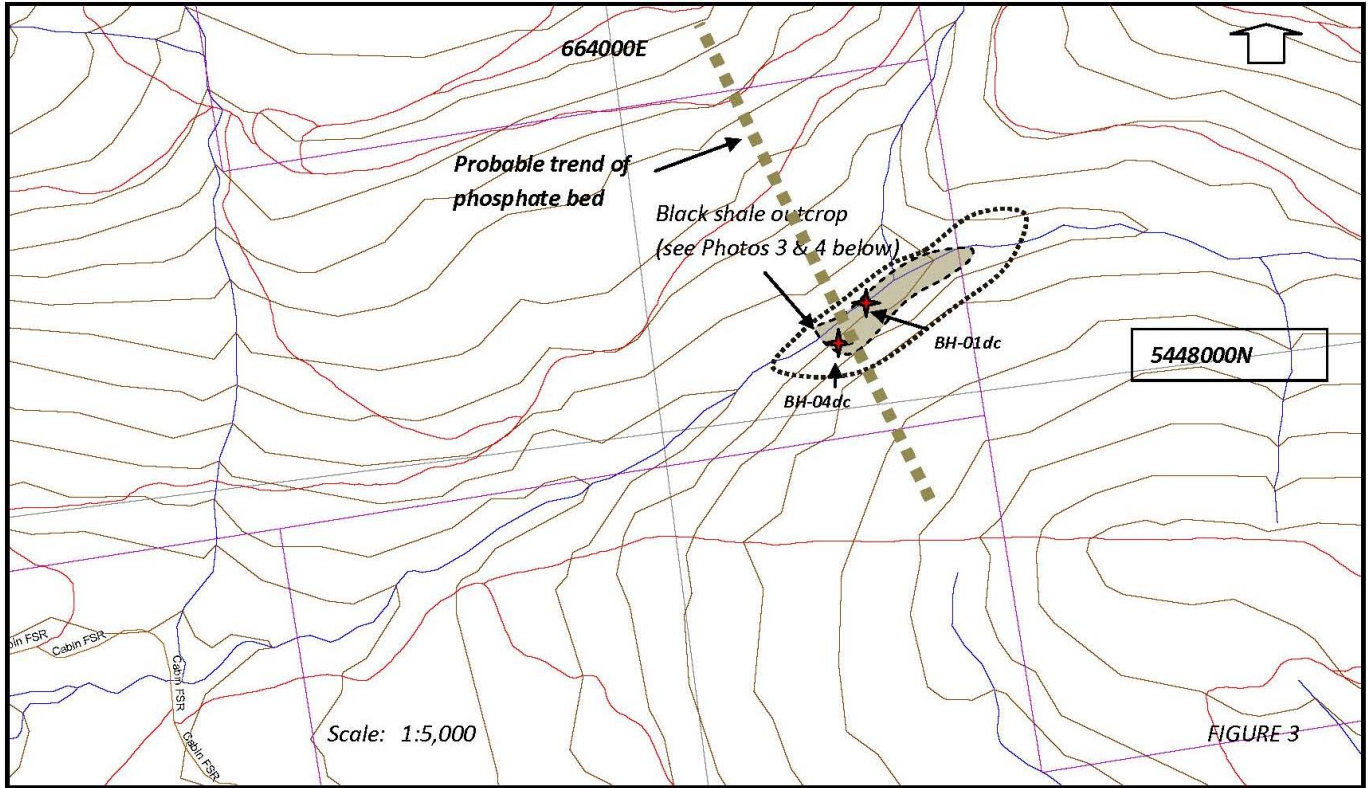 664000E
Probable trend of
phosphate bed
Black shale outcrop
(see Photos 3 & 4 below)
BH-01dc
5448000N
BH-04dc
bin FSR
Cabin FSR
Cabin FSR
Cabin FSR
Scale: 1:5,000
FIGURE 3